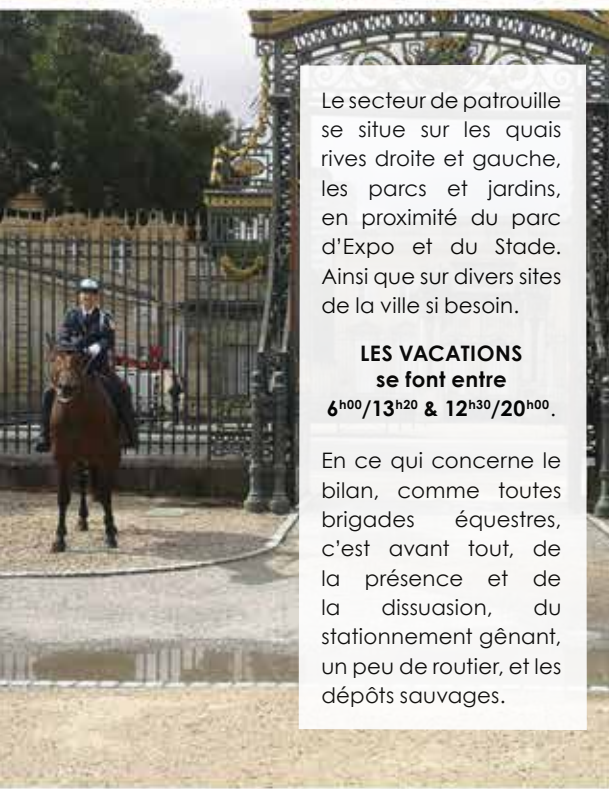 Le secteur de patrouille
se situe sur les quais
rives droite et gauche,
les parcs et jardins,
en proximité du parc
d'Expo et du Stade.
Ainsi que sur divers sites
de la ville si besoin.
LES VACATIONS
se font entre
6h00/13h20 & 12h30/20h00.
En ce qui concerne le
bilan, comme toutes
brigades équestres,
c'est avant tout, de
la présence et de
la dissuasion, du
stationnement gênant,
un peu de routier, et les
dépôts sauvages.